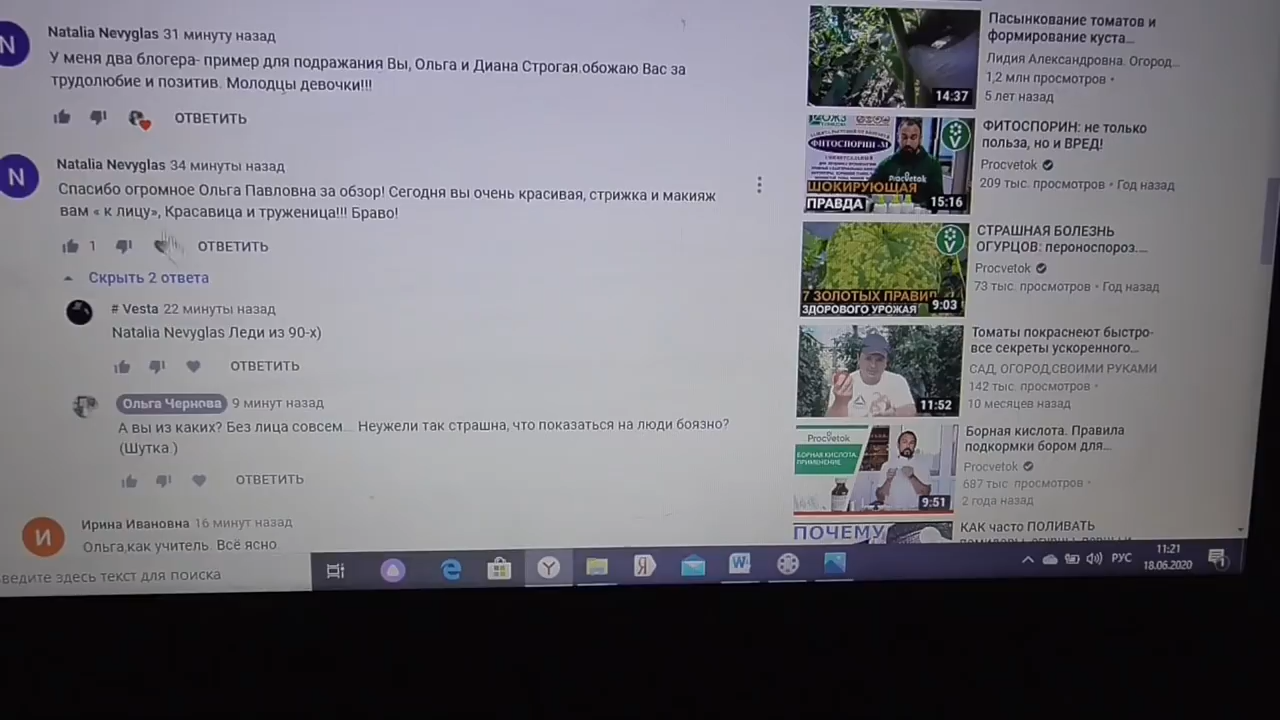 N
Natalia Nevyglas 31 минуту назад
У меня два блогера- пример для подражания Вы, Ольга и Диана Строгая.обожаю Вас за
трудолюбие и позитив. Молодцы девочки!!!
ОТВЕТИТЬ
N
Natalia Nevyglas 34 минуты назад
Спасибо огромное Ольга Павловна за обзор! Сегодня вы очень красивая, стрижка и макияж
вам « к лицу», Красавица и труженица!!! Браво!
1
ОТВЕТИТЬ
Скрыть 2 ответа
# Vesta 22 минуты назад
Natalia Nevyglas Леди из 90-х)
ОТВЕТИТЬ
Ольга Чернова 9 минут назад
А вы из каких? Без лица совсем... Неужели так страшна, что показаться на люди боязно?
(Шутка )
ОТВЕТИТЬ
И
Ирина Ивановна 16 минут назад
Ольга,как учитель. Всё ясно.
Пасынкование томатов и
формирование куста...
Лидия Александровна. Огород...
1,2 млн просмотров •
5 лет назад
14:37
ФИТОСПОРИН: не только
польза, но и ВРЕД!
Procvetok
209 тыс. просмотров • Год назад
ФИТОСПОРИН-М
УНИВЕРСАЛЬНЫЙ
Procvetok
ШОКИРУЮЩАЯ
ПРАВДА
15:16
СТРАШНАЯ БОЛЕЗНЬ
ОГУРЦОВ: пероноспороз....
Procvetok
73 тыс. просмотров • Год назад
7 ЗОЛОТЫХ ПРАВИЛ
ЗДОРОВОГО УРОЖАЯ
9:03
Томаты покраснеют быстро-
все секреты ускоренного...
САД, ОГОРОД,СВОИМИ РУКАМИ
142 тыс. просмотров •
10 месяцев назад
11:52
Борная кислота. Правила
подкормки бором для...
Procvetok
687 тыс. просмотров •
2 года назад
Procvetok
БОРНАЯ КИСЛОТА.
ПРИМЕНЕНИЕ
9:51
ПОЧЕМУ
КАК часто ПОЛИВАТЬ
ведите здесь текст для поиска
РУС
11:21
18.06.2020